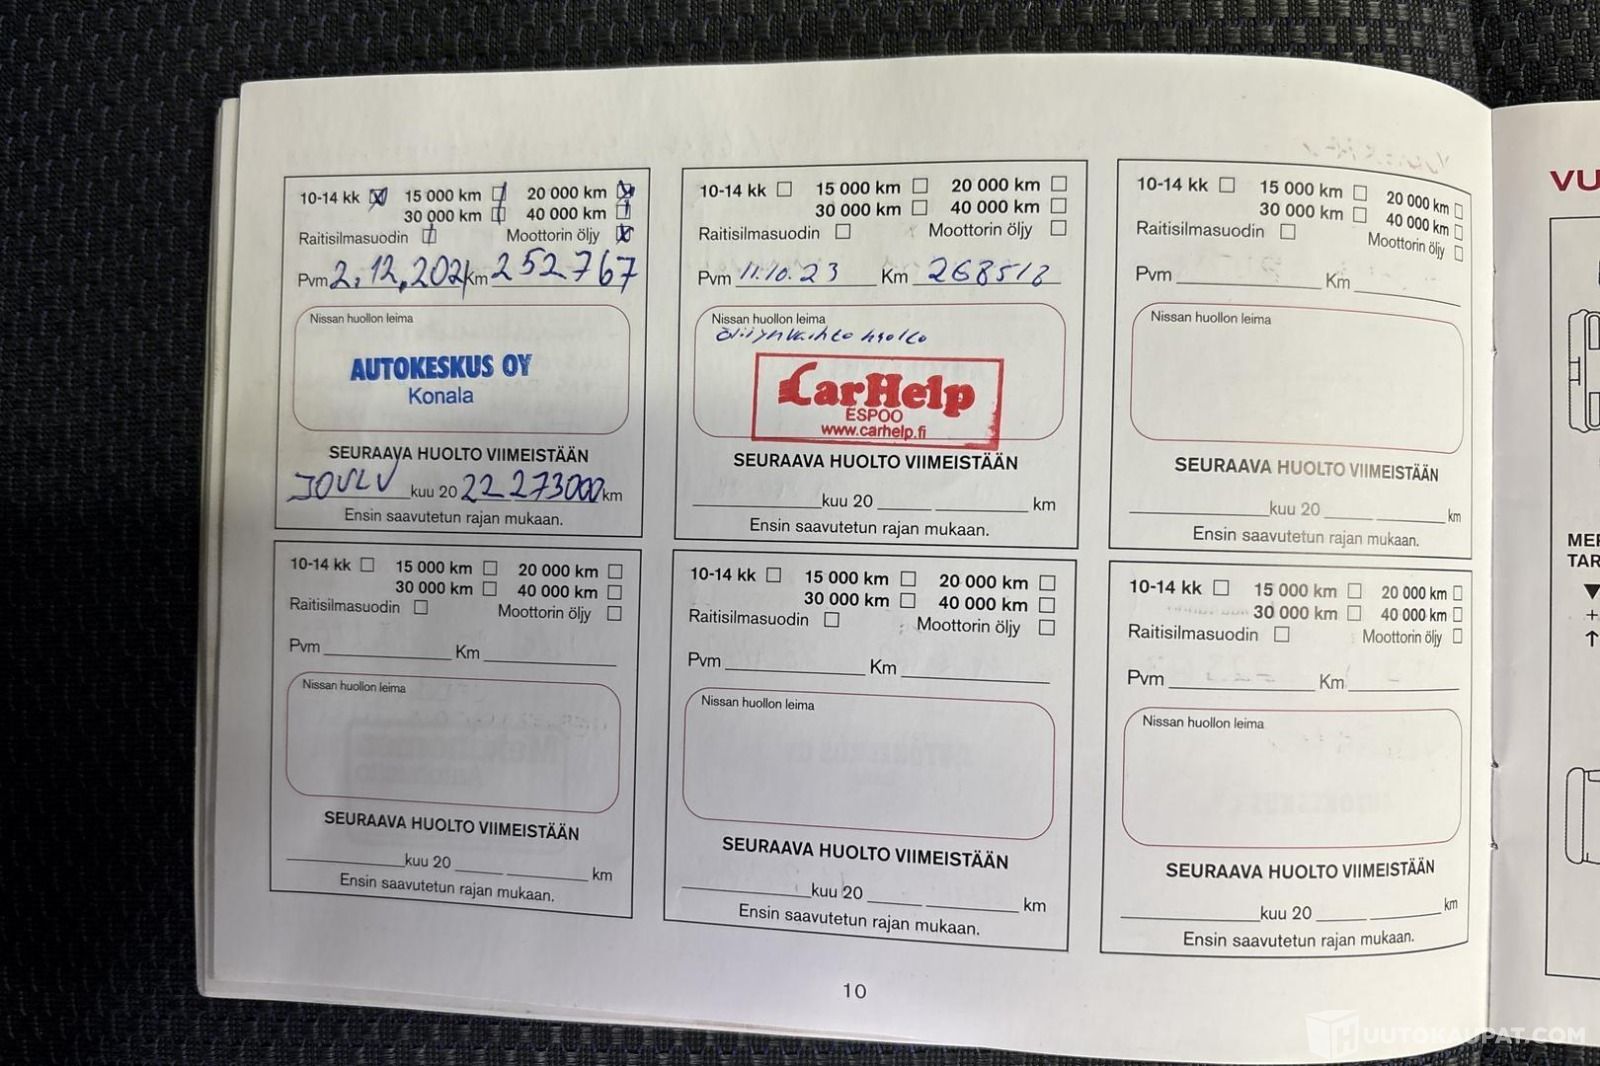 10-14 kk 15 000 km 20 000 km
30 000 km 40 000 km
Raitisilmasuodin Moottorin öljy
Pvm 2.12.2021 Km 252767
Nissan huollon leima
AUTOKESKUS OY
Konala
SEURAAVA HUOLTO VIIMEISTÄÄN
JOULU kuu 20 22 273000 km
Ensin saavutetun rajan mukaan.
10-14 kk 15 000 km 20 000 km
30 000 km 40 000 km
Raitisilmasuodin Moottorin öljy
Pvm 11.10.23 Km 268518
Nissan huollon leima
öljynvaihto huolto
CarHelp
ESPOO
www.carhelp.fi
SEURAAVA HUOLTO VIIMEISTÄÄN
kuu 20 km
Ensin saavutetun rajan mukaan.
10-14 kk 15 000 km 20 000 km
30 000 km 40 000 km
Raitisilmasuodin Moottorin öljy
Pvm Km
Nissan huollon leima
SEURAAVA HUOLTO VIIMEISTÄÄN
kuu 20 km
Ensin saavutetun rajan mukaan.
10-14 kk 15 000 km 20 000 km
30 000 km 40 000 km
Raitisilmasuodin Moottorin öljy
Pvm Km
Nissan huollon leima
SEURAAVA HUOLTO VIIMEISTÄÄN
kuu 20 km
Ensin saavutetun rajan mukaan.
10-14 kk 15 000 km 20 000 km
30 000 km 40 000 km
Raitisilmasuodin Moottorin öljy
Pvm Km
Nissan huollon leima
SEURAAVA HUOLTO VIIMEISTÄÄN
kuu 20 km
Ensin saavutetun rajan mukaan.
10-14 kk 15 000 km 20 000 km
30 000 km 40 000 km
Raitisilmasuodin Moottorin öljy
Pvm Km
Nissan huollon leima
SEURAAVA HUOLTO VIIMEISTÄÄN
kuu 20 km
Ensin saavutetun rajan mukaan.
10
VU
MER
TAR
HUUTOKAUPAT.COM